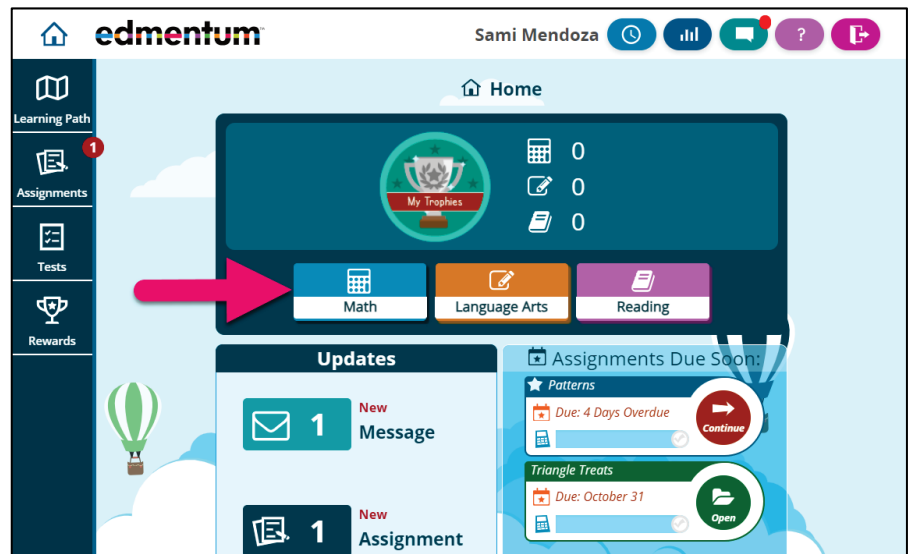 edmentum
Sami Mendoza
?
Home
Learning Path
1
Assignments
Tests
Rewards
My Trophies
0
0
0
Math
Language Arts
Reading
Updates
1
New
Message
1
New
Assignment
Assignments Due Soon:
Patterns
Due: 4 Days Overdue
Continue
Triangle Treats
Due: October 31
Open